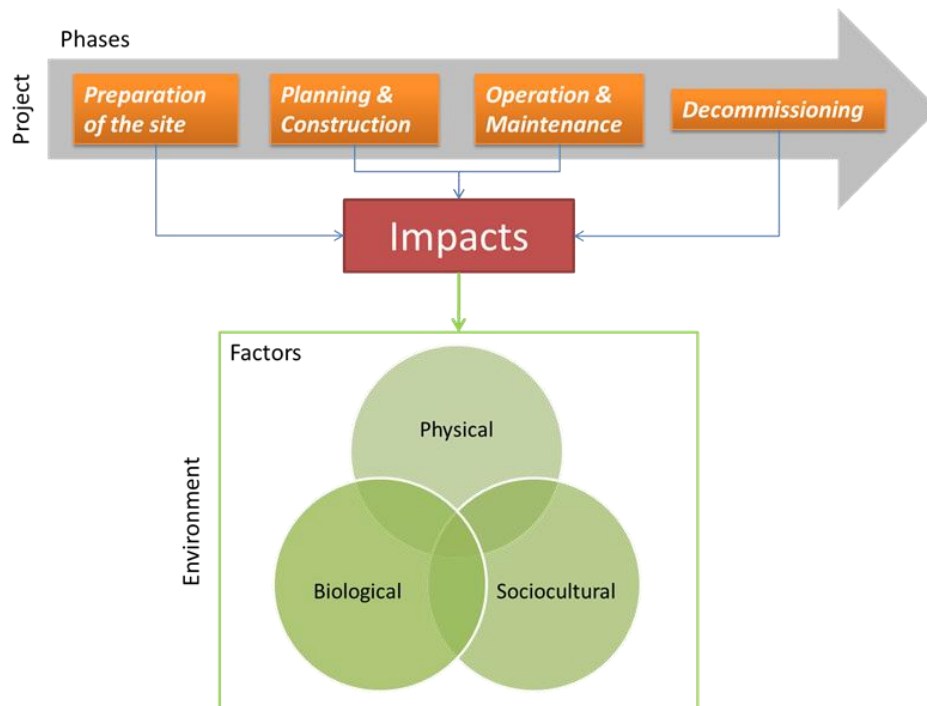 Phases
Project
Preparation
of the site
Planning &
Construction
Operation &
Maintenance
Decommissioning
Impacts
Factors
Environment
Physical
Biological
Sociocultural